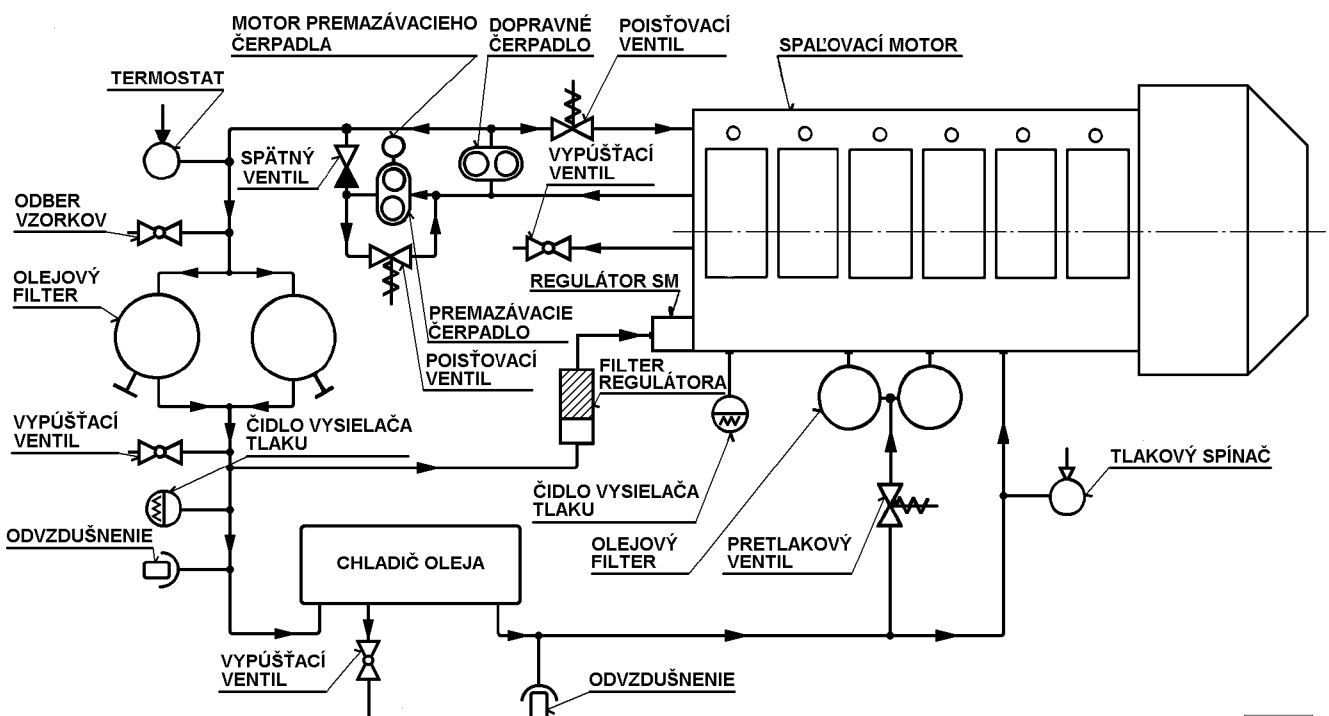 MOTOR PREMAZÁVACIEHO
ČERPADLA
DOPRAVNÉ
ČERPADLO
POISŤOVACÍ
VENTIL
SPAĽOVACÍ MOTOR
TERMOSTAT
SPÄTNÝ
VENTIL
VYPÚŠŤACÍ
VENTIL
ODBER
VZORKOV
OLEJOVÝ
FILTER
REGULÁTOR SM
PREMAZÁVACIE
ČERPADLO
POISŤOVACÍ
VENTIL
FILTER
REGULÁTORA
VYPÚŠŤACÍ
VENTIL
ČIDLO VYSIELAČA
TLAKU
TLAKOVÝ SPÍNAČ
ČIDLO VYSIELAČA
TLAKU
ODVZDUŠNENIE
CHLADIČ OLEJA
OLEJOVÝ
FILTER
PRETLAKOVÝ
VENTIL
VYPÚŠŤACÍ
VENTIL
ODVZDUŠNENIE